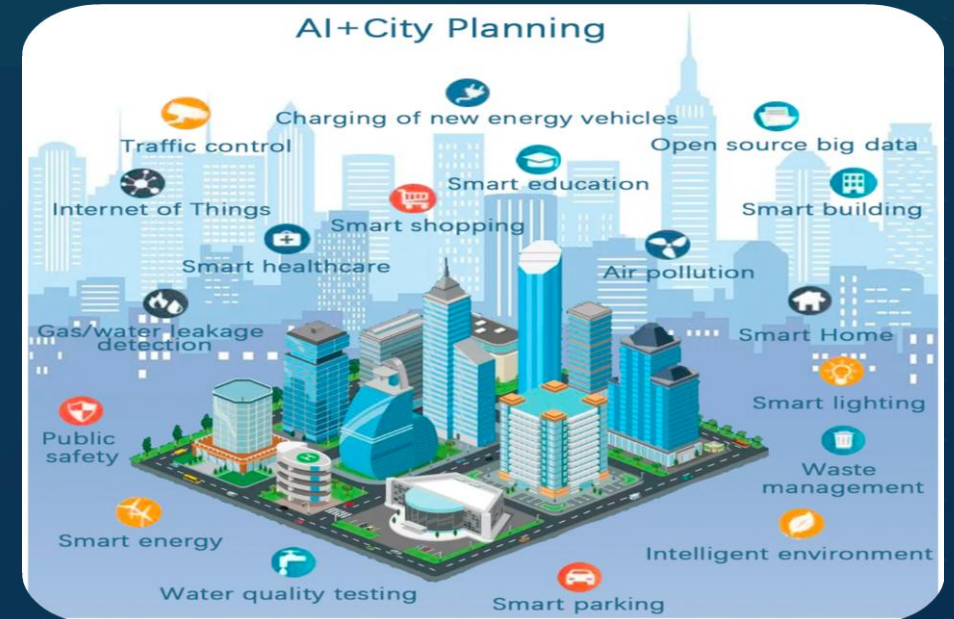 AI+City Planning
Charging of new energy vehicles
Traffic control
Open source big data
Smart education
Internet of Things
Smart shopping
Smart building
Smart healthcare
Air pollution
Gas/water leakage
detection
Smart Home
Smart lighting
Public
safety
Waste
management
Smart energy
Intelligent environment
Water quality testing
Smart parking